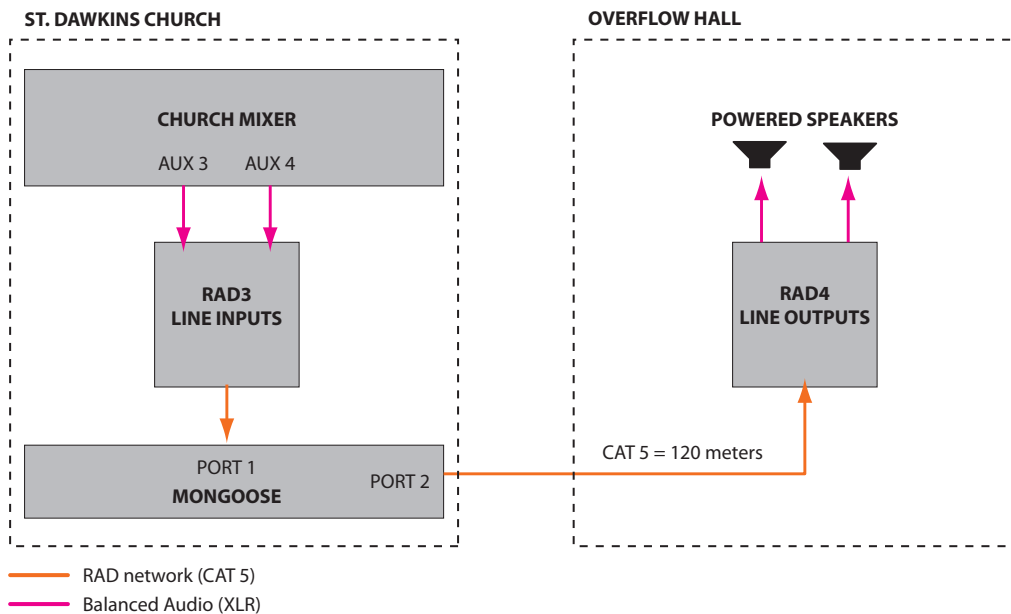 ST. DAWKINS CHURCH
OVERFLOW HALL
CHURCH MIXER
AUX 3
AUX 4
POWERED SPEAKERS
RAD3
LINE INPUTS
RAD4
LINE OUTPUTS
CAT 5 = 120 meters
PORT 1
MONGOOSE
PORT 2
RAD network (CAT 5)
Balanced Audio (XLR)